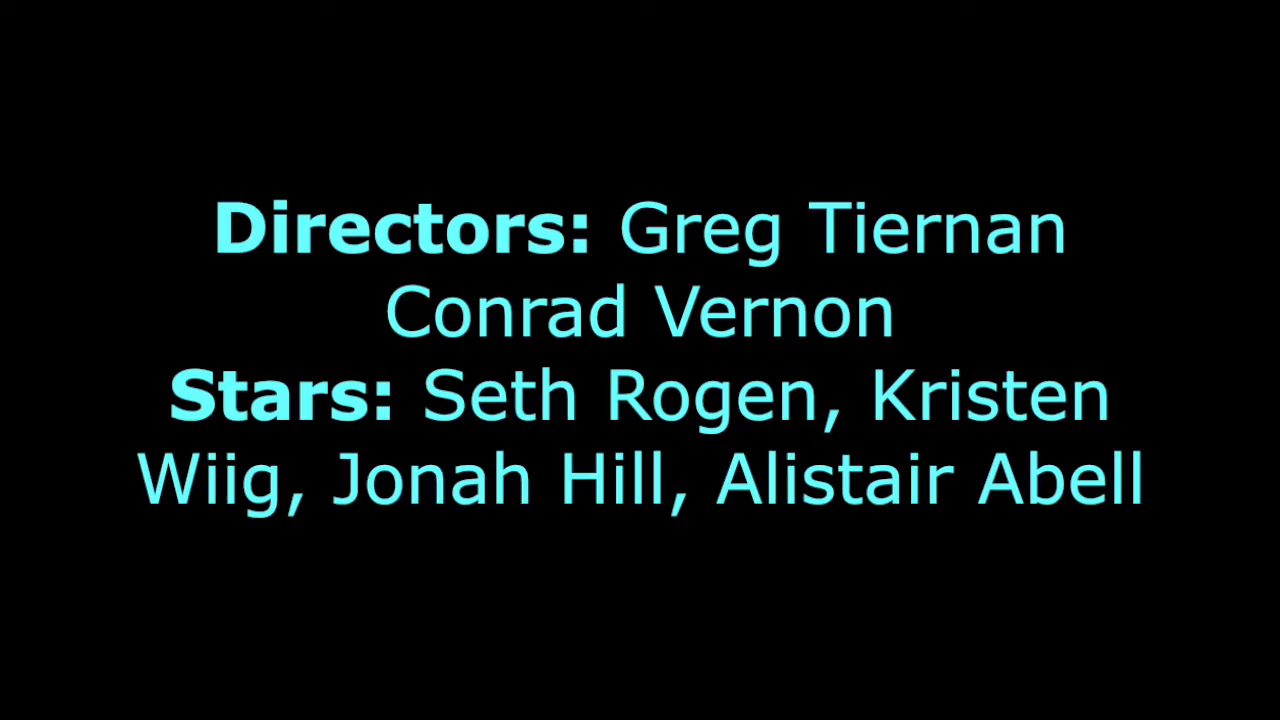 Directors: Greg Tiernan
Conrad Vernon
Stars: Seth Rogen, Kristen
Wiig, Jonah Hill, Alistair Abell